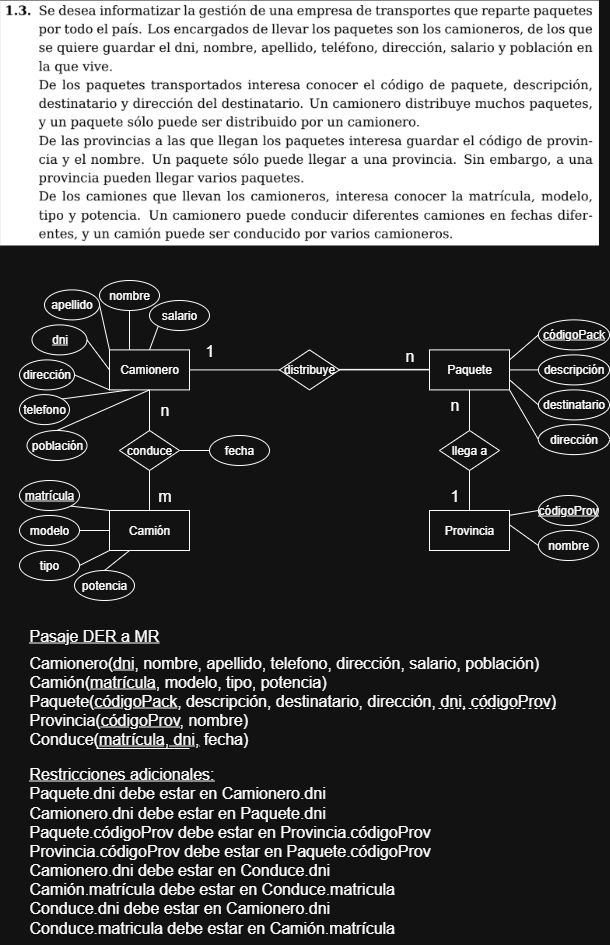 1.3. Se desea informatizar la gestión de una empresa de transportes que reparte paquetes
por todo el país. Los encargados de llevar los paquetes son los camioneros, de los que
se quiere guardar el dni, nombre, apellido, teléfono, dirección, salario y población en
la que vive.
De los paquetes transportados interesa conocer el código de paquete, descripción,
destinatario y dirección del destinatario. Un camionero distribuye muchos paquetes,
y un paquete sólo puede ser distribuido por un camionero.
De las provincias a las que llegan los paquetes interesa guardar el código de provin-
cia y el nombre. Un paquete sólo puede llegar a una provincia. Sin embargo, a una
provincia pueden llegar varios paquetes.
De los camiones que llevan los camioneros, interesa conocer la matrícula, modelo,
tipo y potencia. Un camionero puede conducir diferentes camiones en fechas difer-
entes, y un camión puede ser conducido por varios camioneros.
nombre
apellido
salario
dni
códigoPack
1
n
dirección
Camionero
distribuye
Paquete
descripción
telefono
n
n
destinatario
población
conduce
fecha
llega a
dirección
matrícula
m
1
códigoProv
modelo
Camión
Provincia
nombre
tipo
potencia
Pasaje DER a MR
Camionero(dni, nombre, apellido, telefono, dirección, salario, población)
Camión(matrícula, modelo, tipo, potencia)
Paquete(códigoPack, descripción, destinatario, dirección, dni, códigoProv)
Provincia(códigoProv, nombre)
Conduce(matrícula, dni, fecha)
Restricciones adicionales:
Paquete.dni debe estar en Camionero.dni
Camionero.dni debe estar en Paquete.dni
Paquete.códigoProv debe estar en Provincia.códigoProv
Provincia.códigoProv debe estar en Paquete.códigoProv
Camionero.dni debe estar en Conduce.dni
Camión.matrícula debe estar en Conduce.matricula
Conduce.dni debe estar en Camionero.dni
Conduce.matricula debe estar en Camión.matrícula